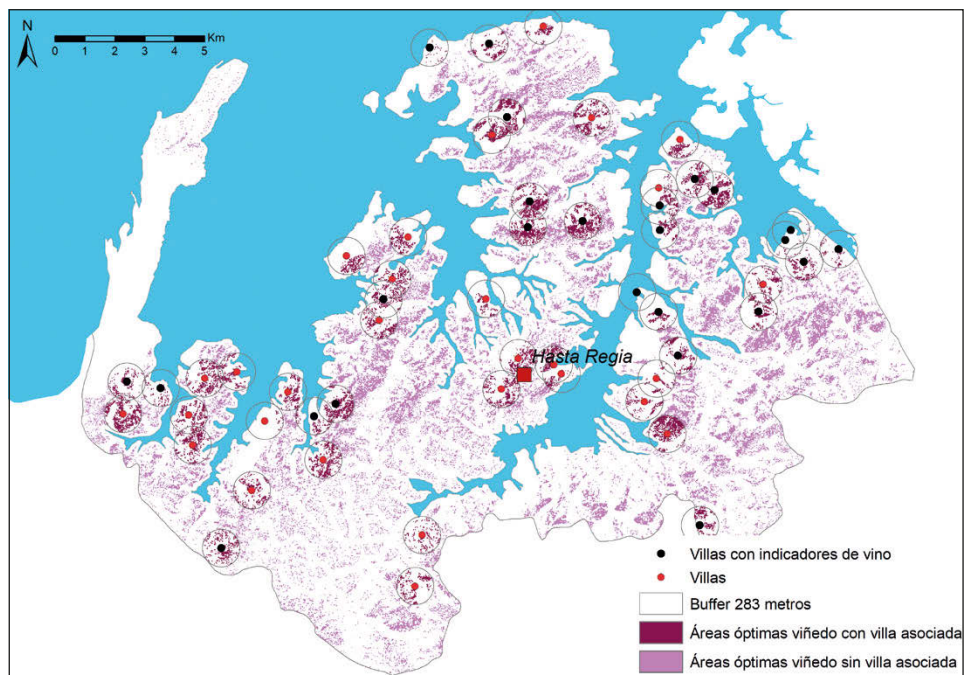 N
Km
0 1 2 3 4 5
Hasta Regia
Villas con indicadores de vino
Villas
Buffer 283 metros
Áreas óptimas viñedo con villa asociada
Áreas óptimas viñedo sin villa asociada